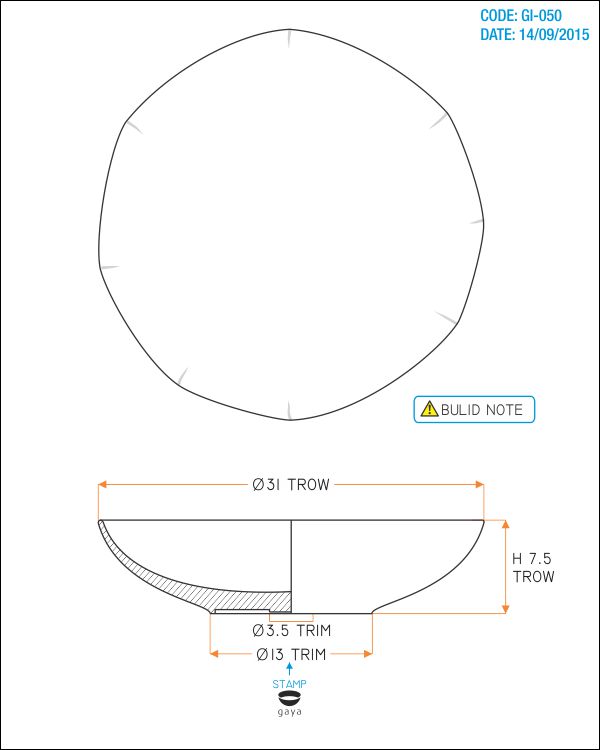 CODE: GI-050
DATE: 14/09/2015
BULID NOTE
Ø31 TROW
H 7.5
TROW
Ø3.5 TRIM
Ø13 TRIM
STAMP
gaya